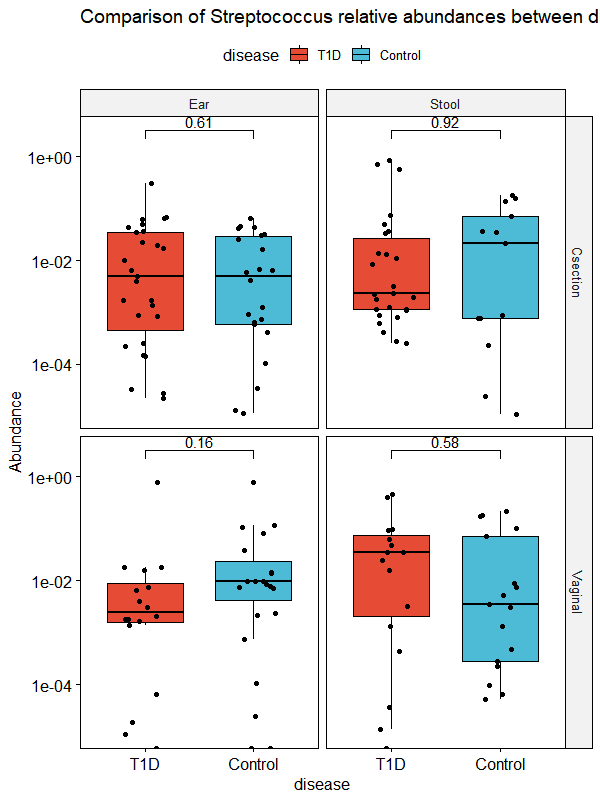 Comparison of Streptococcus relative abundances between d
disease T1D Control
Ear Stool
0.61 0.92
1e+00
1e-02
1e-04
Csection
0.16 0.58
1e+00
1e-02
1e-04
Vaginal
Abundance
T1D Control T1D Control
disease